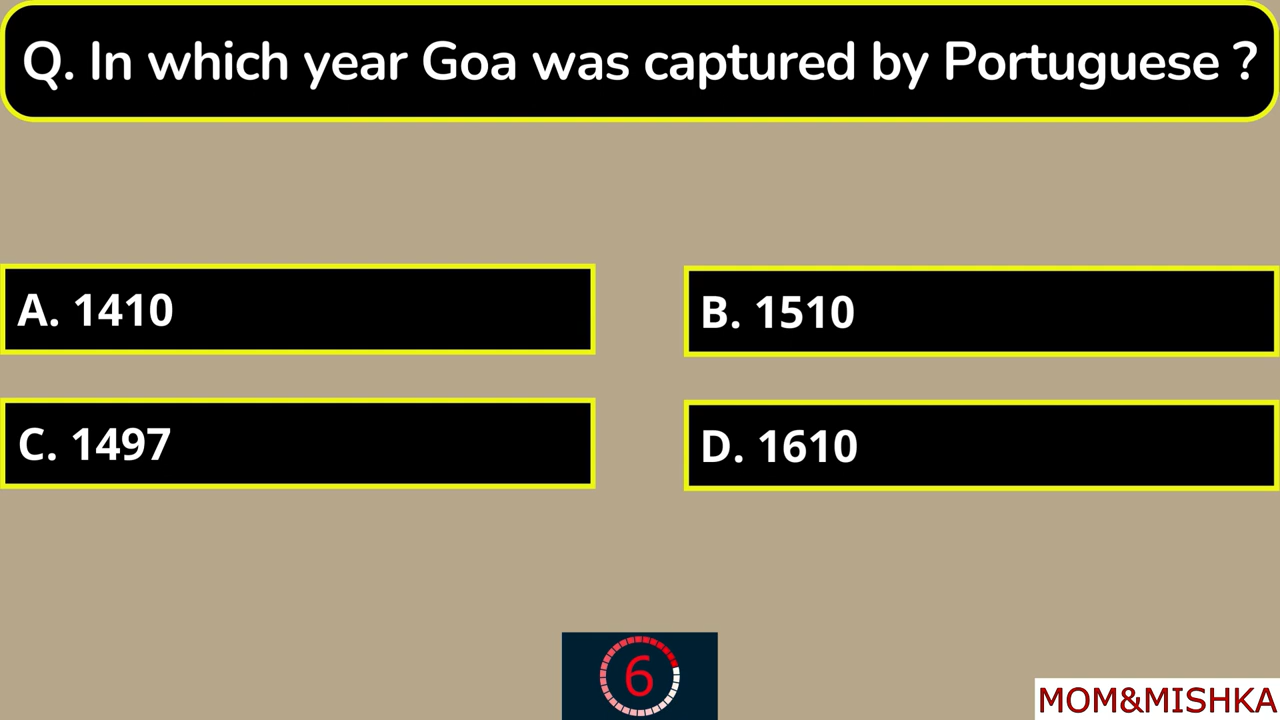 Q. In which year Goa was captured by Portuguese ?
A. 1410
B. 1510
C. 1497
D. 1610
6
MOM&MISHKA